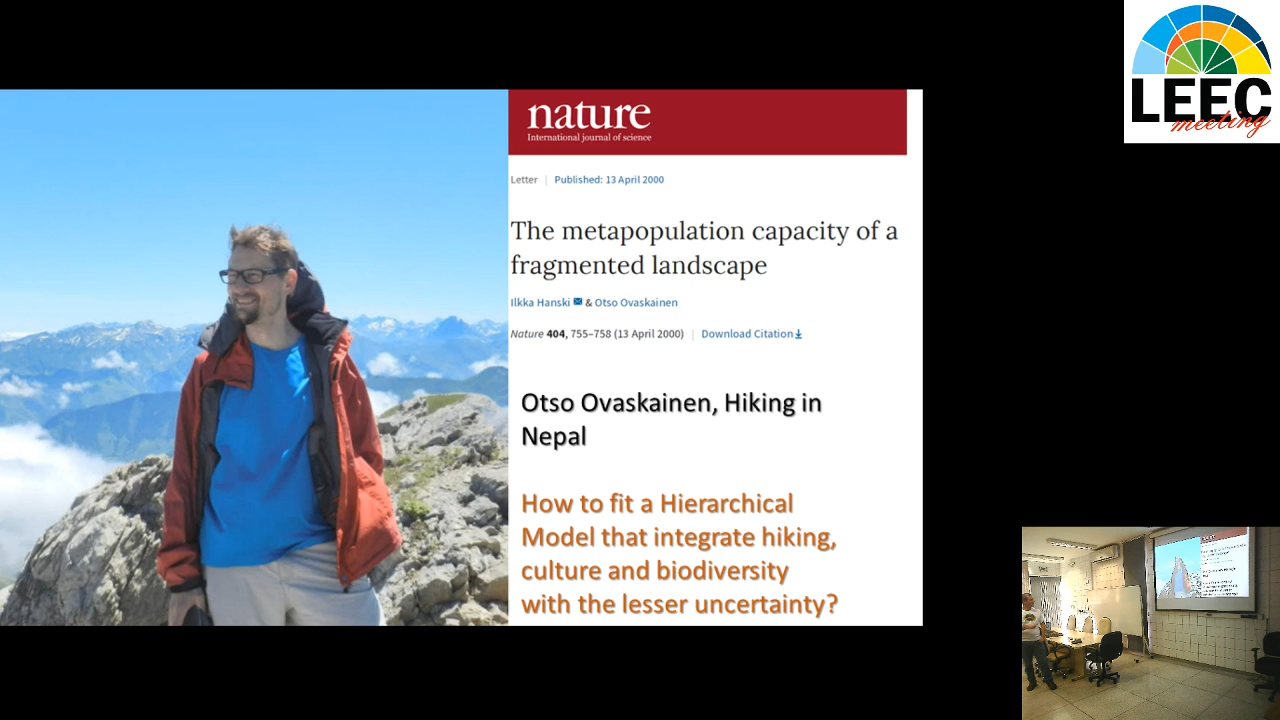 nature
International journal of science
Letter | Published: 13 April 2000
The metapopulation capacity of a
fragmented landscape
Ilkka Hanski & Otso Ovaskainen
Nature 404, 755–758 (13 April 2000) | Download Citation
Otso Ovaskainen, Hiking in
Nepal
How to fit a Hierarchical
Model that integrate hiking,
culture and biodiversity
with the lesser uncertainty?
LEEC
meeting